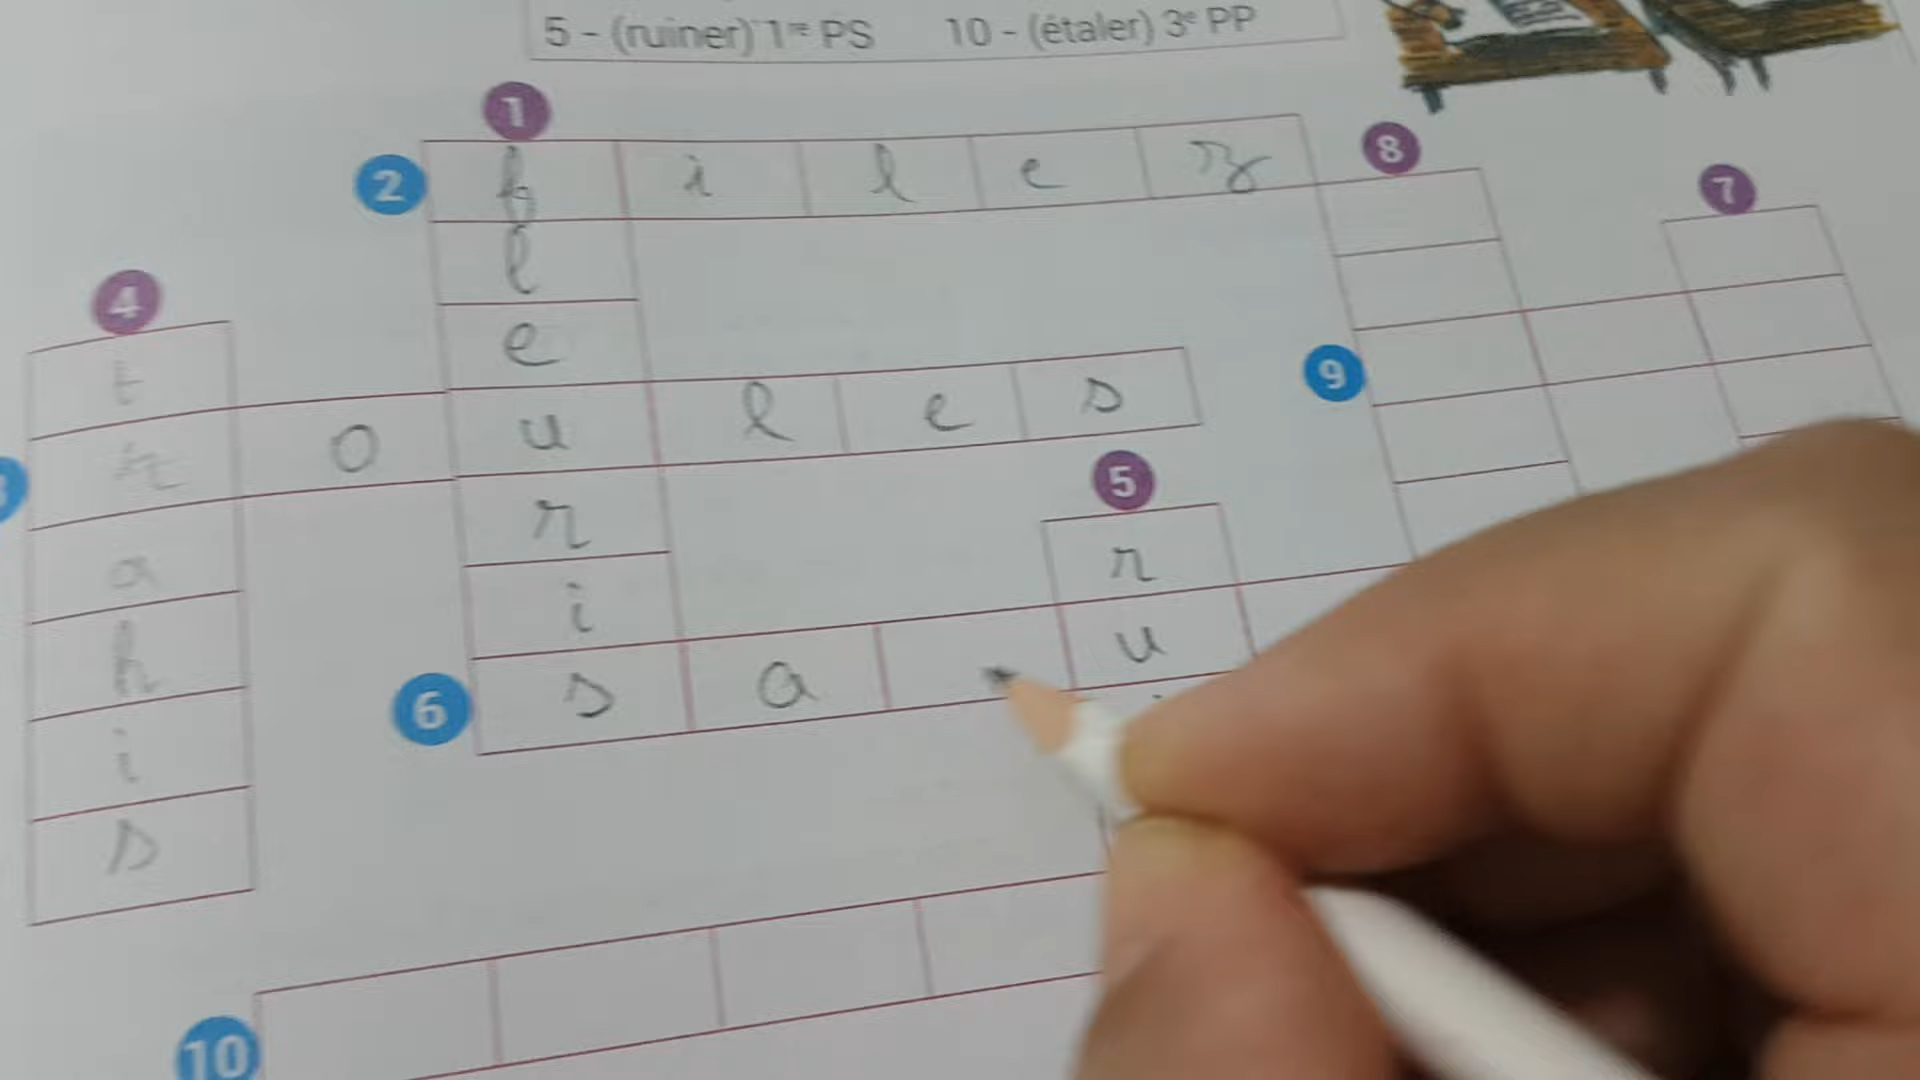 5 - (ruiner) 1re PS 10 - (étaler) 3e PP
1
2 f i l e z
8
7
l
4
e
t
9
r o u l e s
5
r
r
a
i
u
h
6 s a
i
s
10